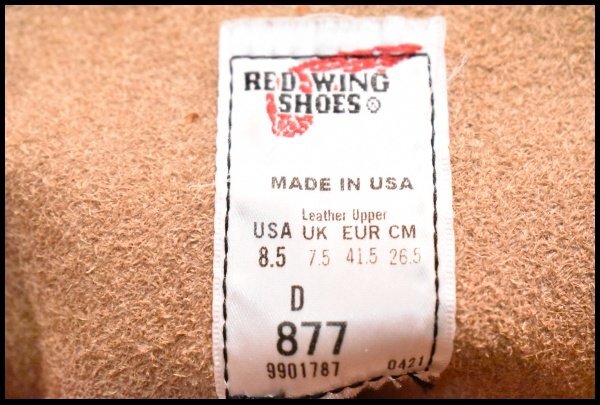 RED WING
SHOES®
MADE IN USA
Leather Upper
USA UK EUR CM
8.5 7.5 41.5 26.5
D
877
9901787 0421